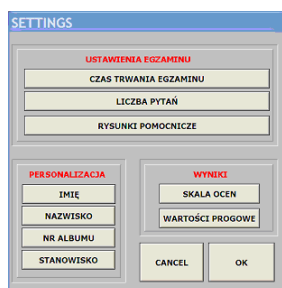 SETTINGS
USTAWIENIA EGZAMINU
CZAS TRWANIA EGZAMINU
LICZBA PYTAŃ
RYSUNKI POMOCNICZE
PERSONALIZACJA
IMIĘ
NAZWISKO
NR ALBUMU
STANOWISKO
WYNIKI
SKALA OCEN
WARTOŚCI PROGOWE
CANCEL
OK